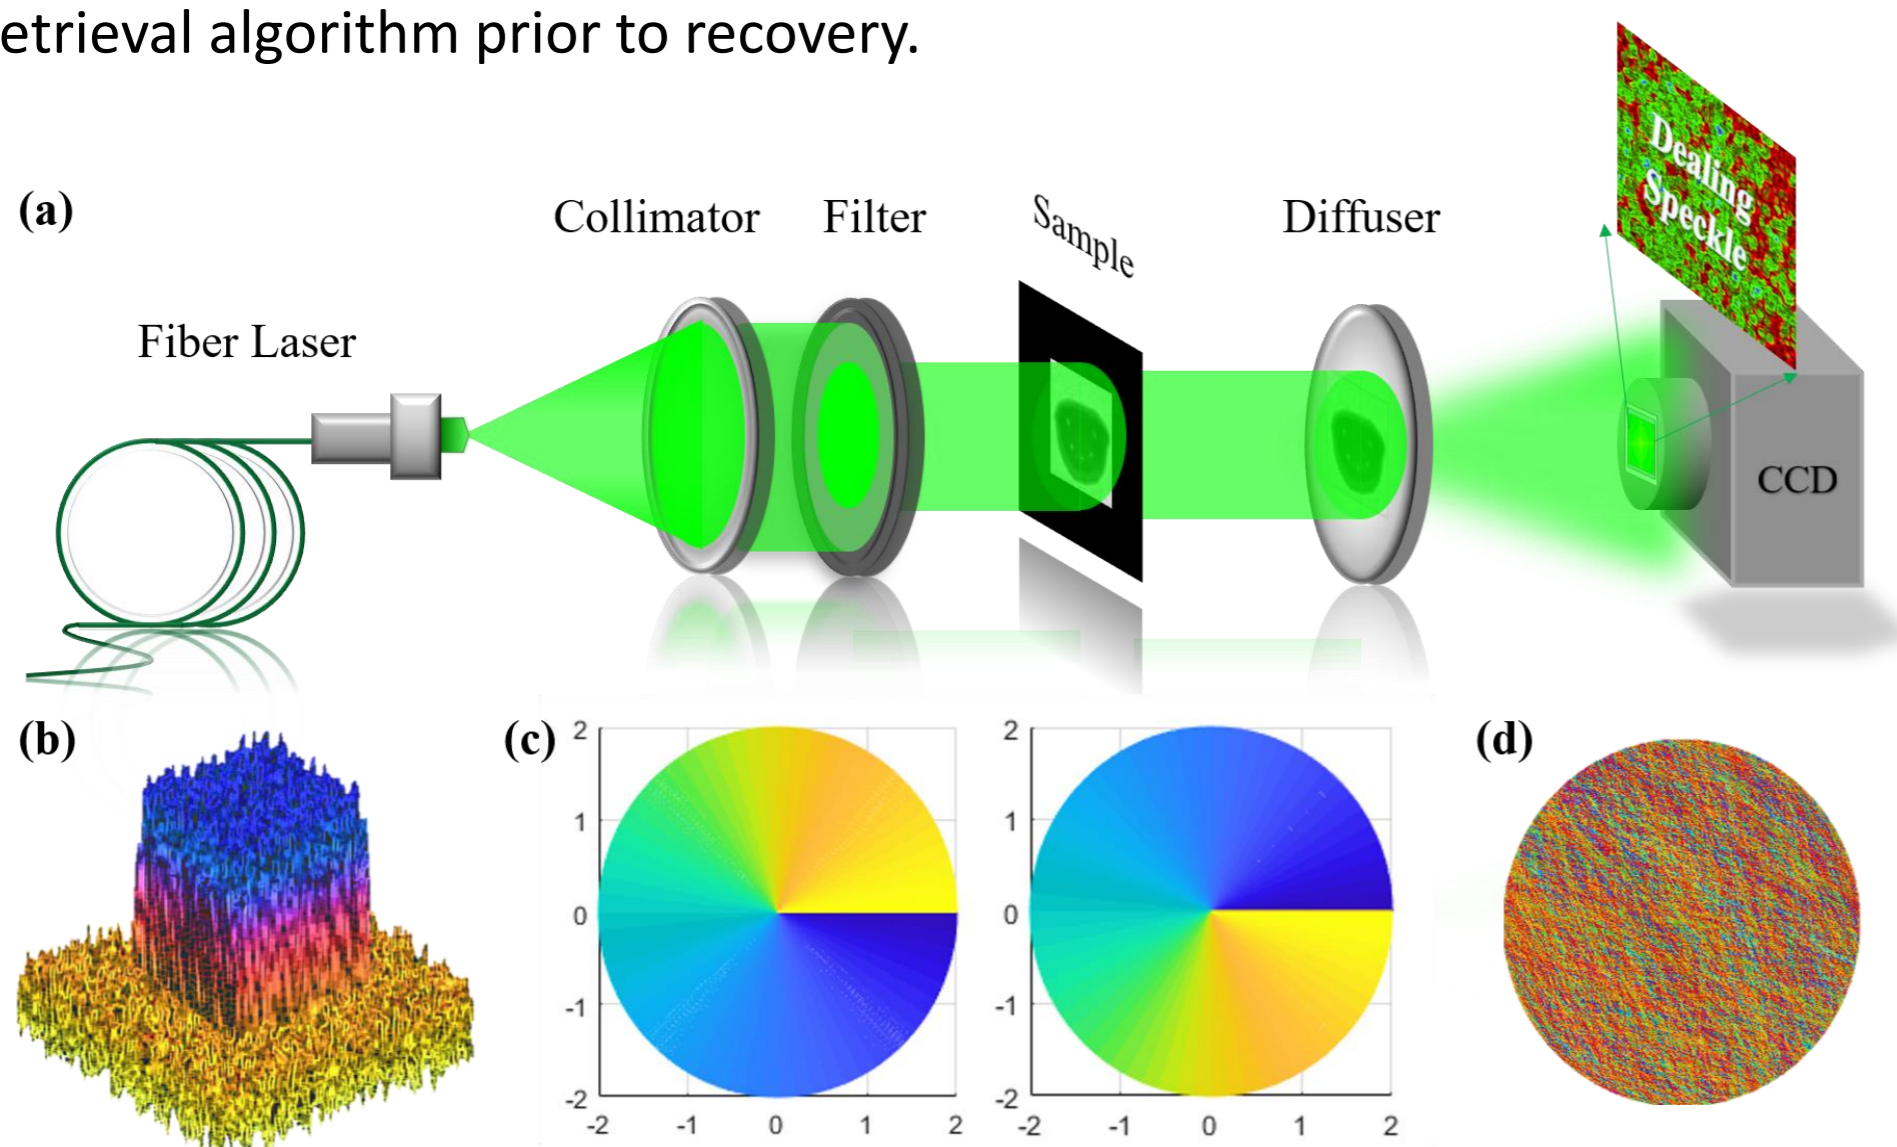 etrieval algorithm prior to recovery.
(a)
Fiber Laser
Collimator
Filter
Sample
Diffuser
Dealing
Speckle
CCD
(b)
(c)
2
1
0
-1
-2
-2
-1
0
1
2
2
1
0
-1
-2
-2
-1
0
1
2
(d)